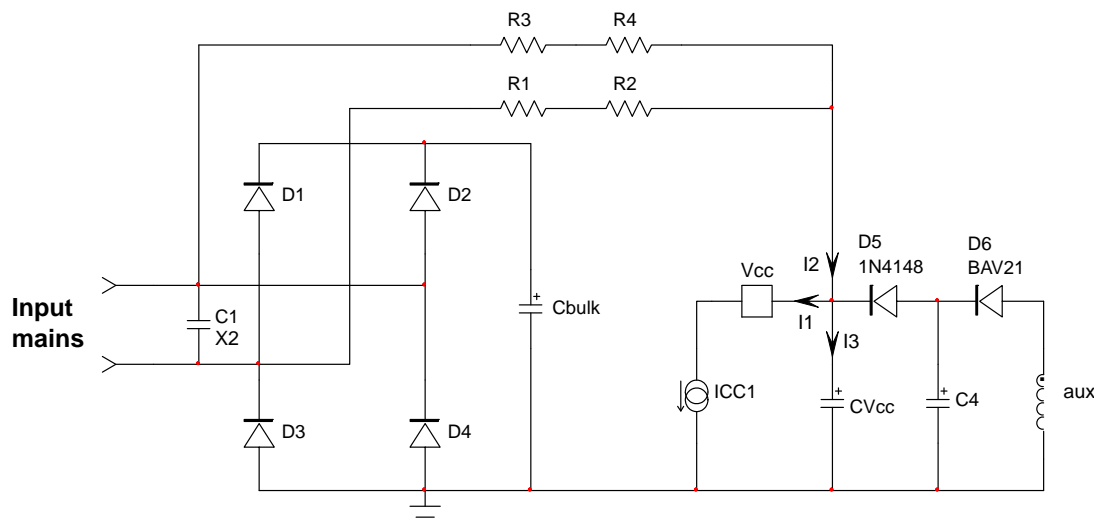 R3
R4
R1
R2
D1
D2
D5
1N4148
D6
BAV21
Vcc
I2
Input
mains
C1
X2
Cbulk
I1
I3
ICC1
CVcc
C4
aux
D3
D4